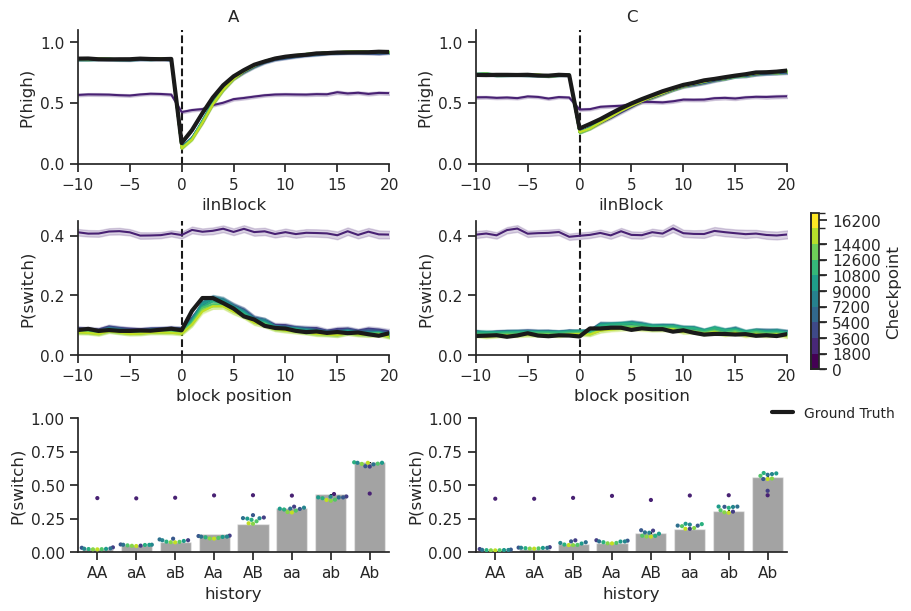 A
C
P(high)
1.0
0.5
0.0
−10 −5 0 5 10 15 20
iInBlock
P(high)
1.0
0.5
0.0
−10 −5 0 5 10 15 20
iInBlock
P(switch)
0.4
0.2
0.0
−10 −5 0 5 10 15 20
block position
P(switch)
0.4
0.2
0.0
−10 −5 0 5 10 15 20
block position
16200
14400
12600
10800
9000
7200
5400
3600
1800
0
Checkpoint
Ground Truth
P(switch)
1.00
0.75
0.50
0.25
0.00
AA aA aB Aa AB aa ab Ab
history
P(switch)
1.00
0.75
0.50
0.25
0.00
AA aA aB Aa AB aa ab Ab
history